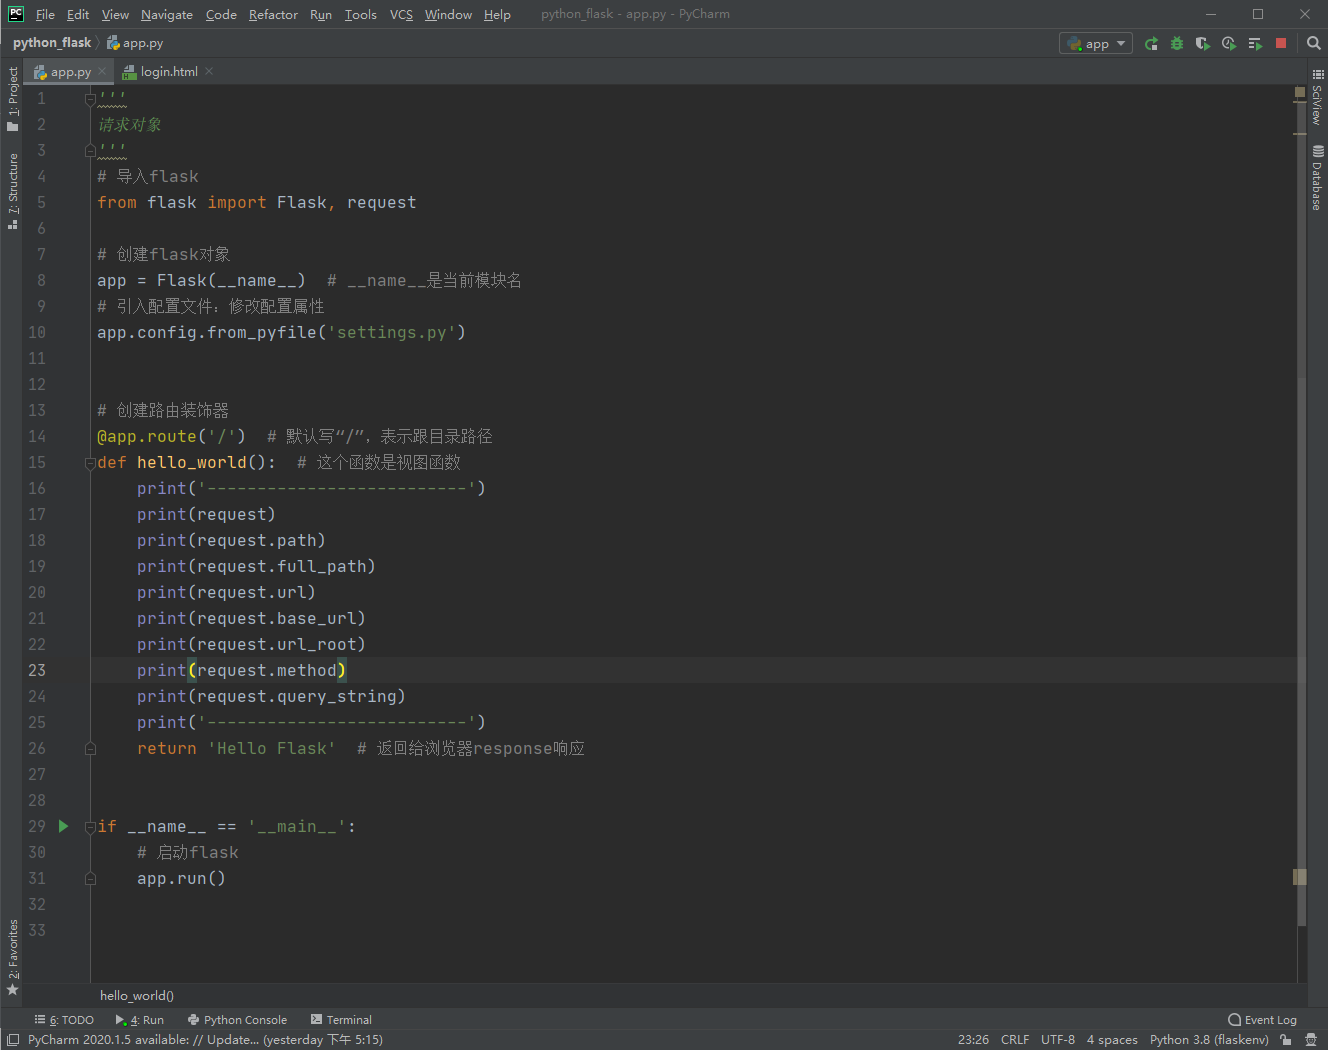 File Edit View Navigate Code Refactor Run Tools VCS Window Help python_flask - app.py - PyCharm
python_flask app.py app
app.py login.html
1: Project
7: Structure
2: Favorites
SciView
Database
1 '''
2 请求对象
3 '''
4 # 导入flask
5 from flask import Flask, request
6
7 # 创建flask对象
8 app = Flask(__name__)  # __name__是当前模块名
9 # 引入配置文件：修改配置属性
10 app.config.from_pyfile('settings.py')
11
12
13 # 创建路由装饰器
14 @app.route('/')  # 默认写“/”，表示跟目录路径
15 def hello_world():  # 这个函数是视图函数
16     print('--------------------------')
17     print(request)
18     print(request.path)
19     print(request.full_path)
20     print(request.url)
21     print(request.base_url)
22     print(request.url_root)
23     print(request.method)
24     print(request.query_string)
25     print('--------------------------')
26     return 'Hello Flask'  # 返回给浏览器response响应
27
28
29 if __name__ == '__main__':
30     # 启动flask
31     app.run()
32
33
hello_world()
6: TODO 4: Run Python Console Terminal Event Log
PyCharm 2020.1.5 available: // Update... (yesterday 下午 5:15) 23:26 CRLF UTF-8 4 spaces Python 3.8 (flaskenv)